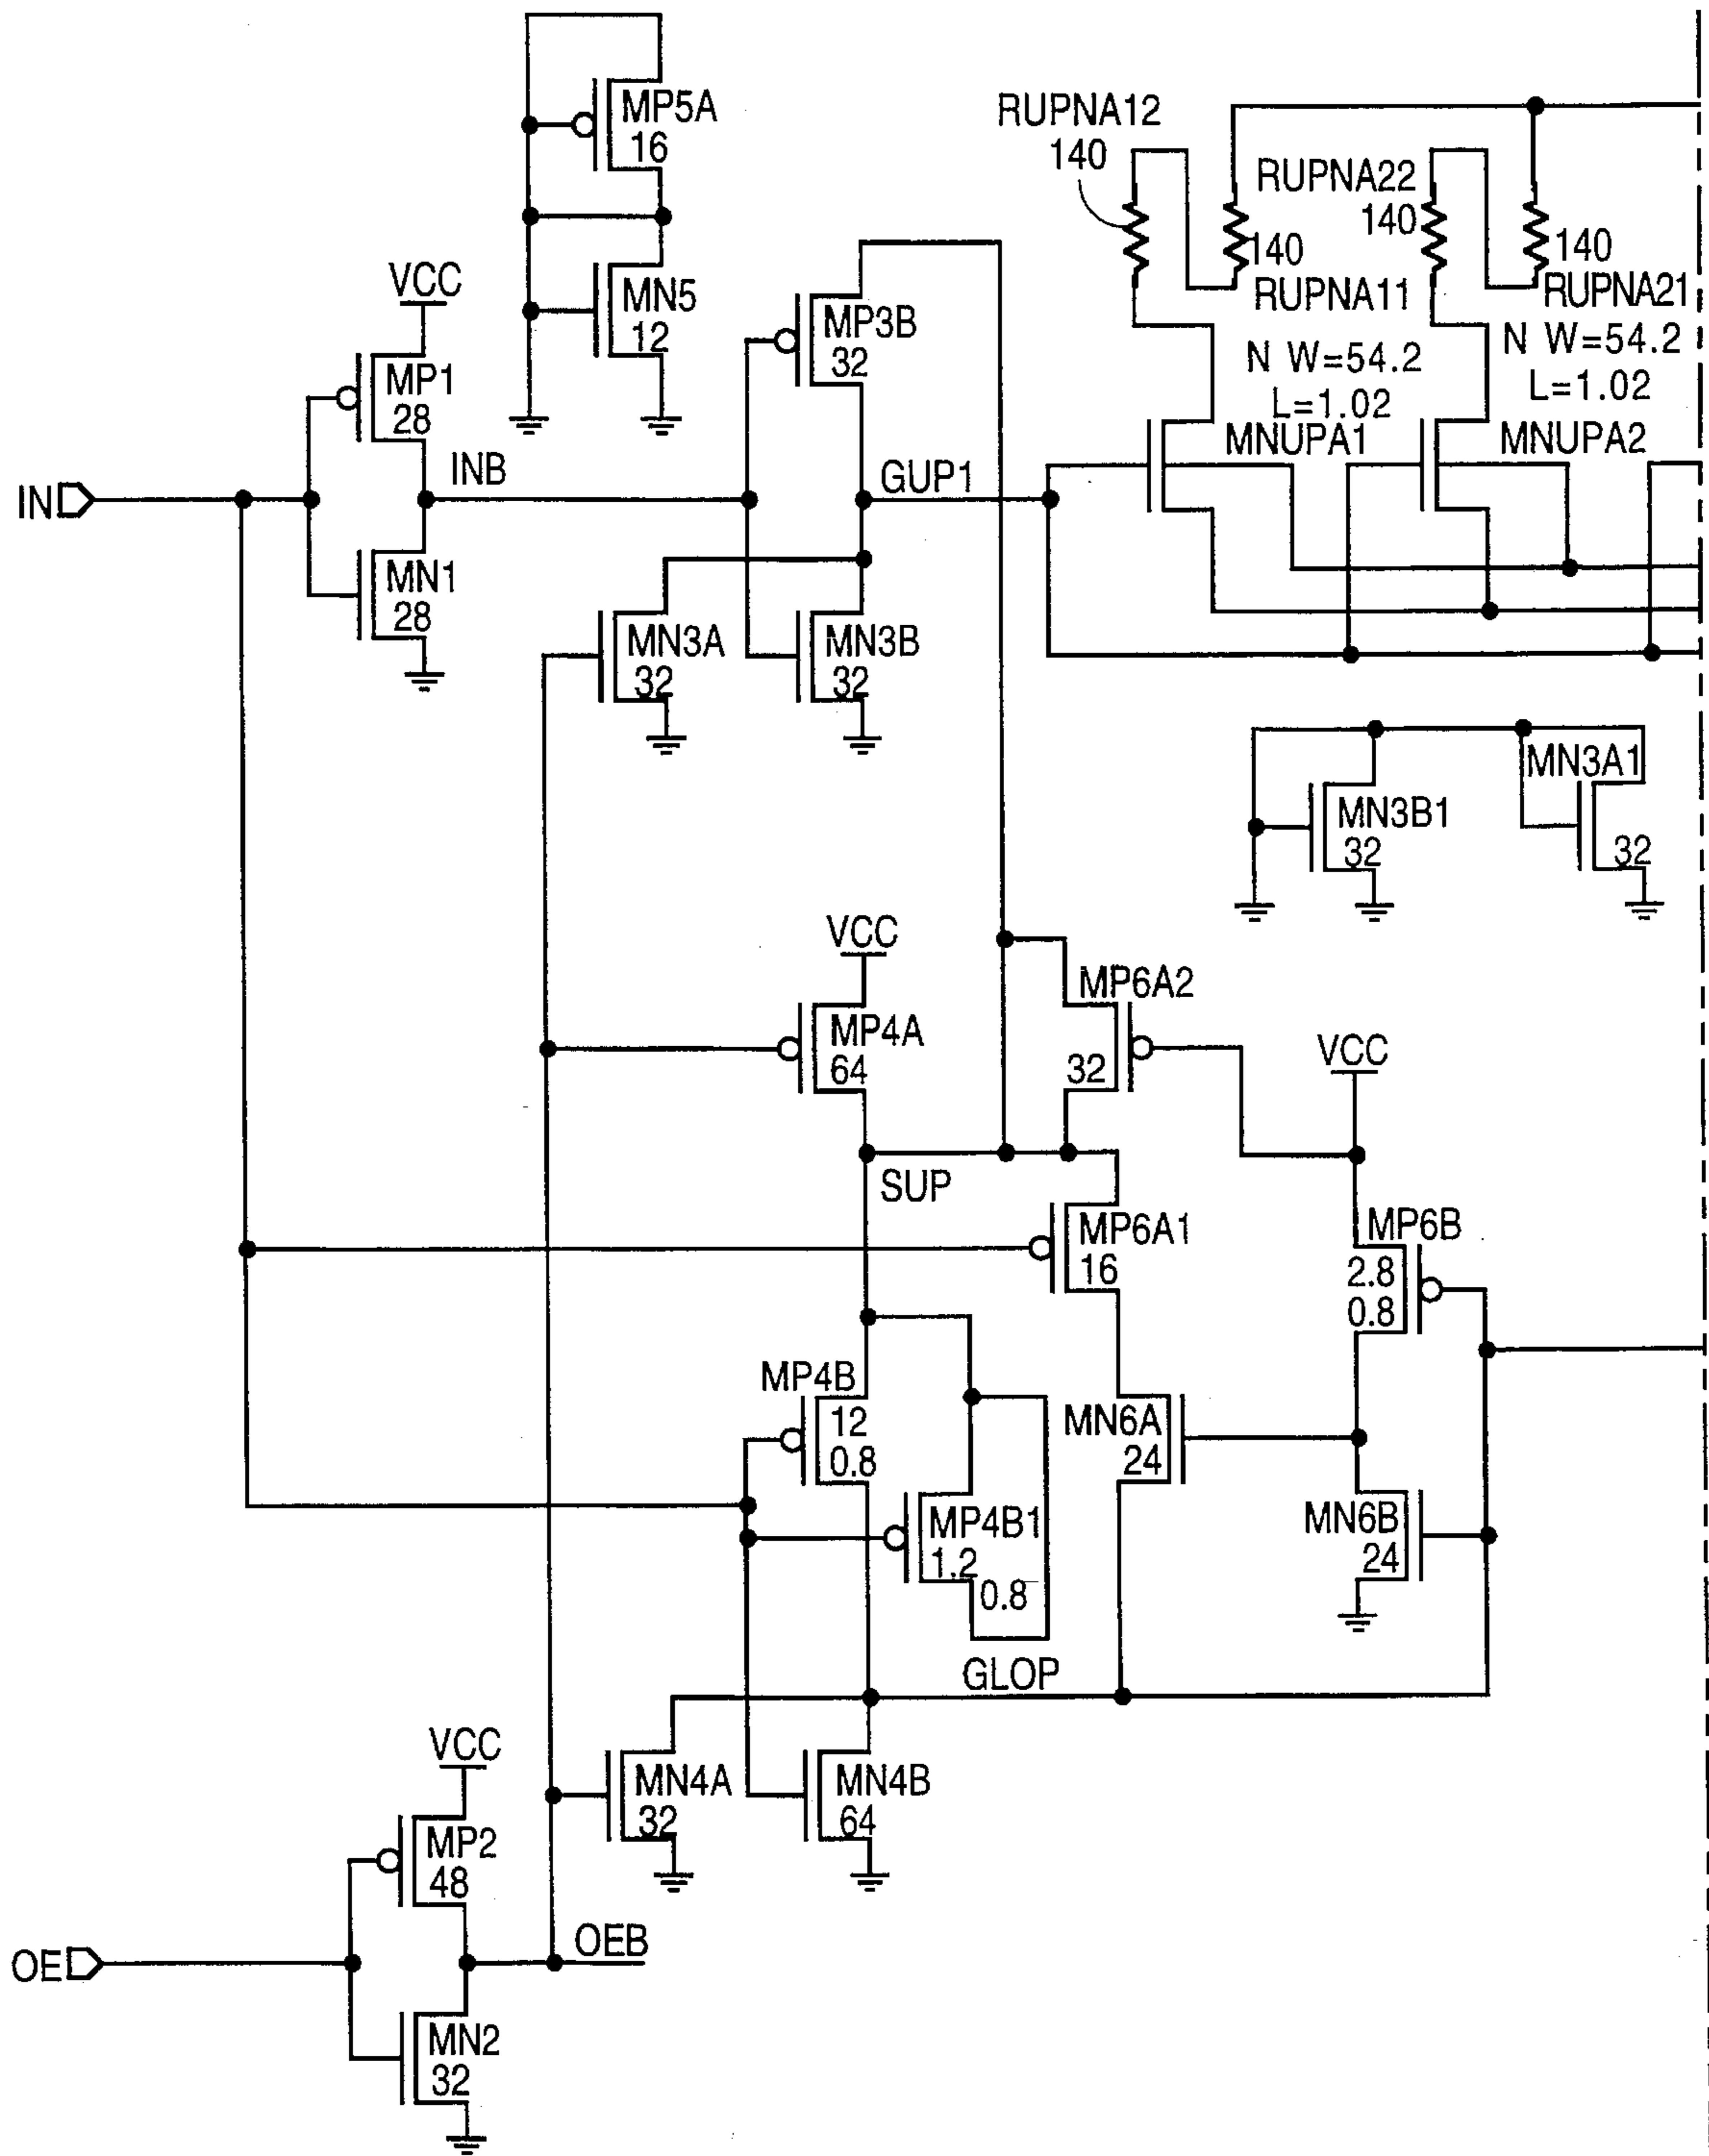 MP5A
16
MN5
12
RUPNA12
140
RUPNA22
140
140
RUPNA11
140
RUPNA21
N W=54.2
L=1.02
N W=54.2
L=1.02
MNUPA1
MNUPA2
VCC
MP1
28
MP3B
32
IN
INB
GUP1
MN1
28
MN3A
32
MN3B
32
MN3B1
32
MN3A1
32
VCC
MP4A
64
MP6A2
32
VCC
SUP
MP6A1
16
MP6B
2.8
0.8
MP4B
12
0.8
MN6A
24
MP4B1
1.2
0.8
MN6B
24
GLOP
VCC
MN4A
32
MN4B
64
MP2
48
OE
OEB
MN2
32